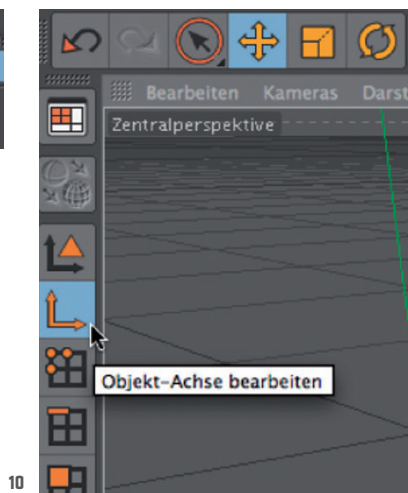 Bearbeiten Kameras Darst
Zentralperspektive
Objekt-Achse bearbeiten
10